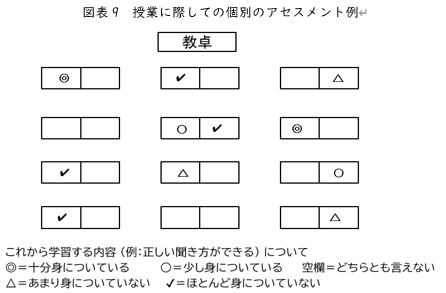 図表9 授業に際しての個別のアセスメント例↵
教卓
◎ ✔ △
○ ✔ ◎
✔ △ ○
✔ △
これから学習する内容(例:正しい聞き方ができる)について
◎=十分身についている ○=少し身についている 空欄=どちらとも言えない
△=あまり身についていない ✔=ほとんど身についていない